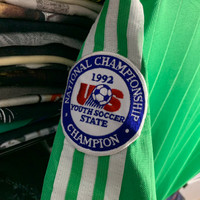 NATIONAL CHAMPIONSHIP
1992
US
YOUTH SOCCER
STATE
CHAMPION